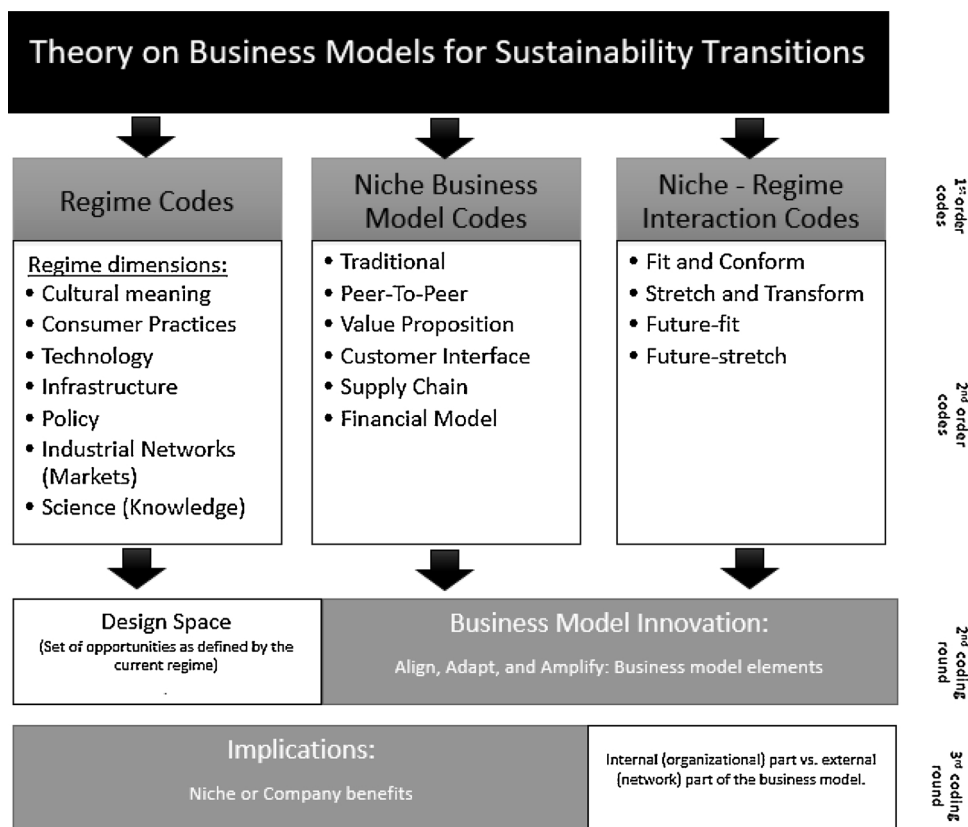 Theory on Business Models for Sustainability Transitions
Regime Codes
Niche Business
Model Codes
Niche - Regime
Interaction Codes
1st order
codes
Regime dimensions:
• Cultural meaning
• Consumer Practices
• Technology
• Infrastructure
• Policy
• Industrial Networks
(Markets)
• Science (Knowledge)
• Traditional
• Peer-To-Peer
• Value Proposition
• Customer Interface
• Supply Chain
• Financial Model
• Fit and Conform
• Stretch and Transform
• Future-fit
• Future-stretch
2nd order
codes
Design Space
(Set of opportunities as defined by the
current regime)
.
Business Model Innovation:
Align, Adapt, and Amplify: Business model elements
2nd coding
round
Implications:
Niche or Company benefits
Internal (organizational) part vs. external
(network) part of the business model.
3rd coding
round